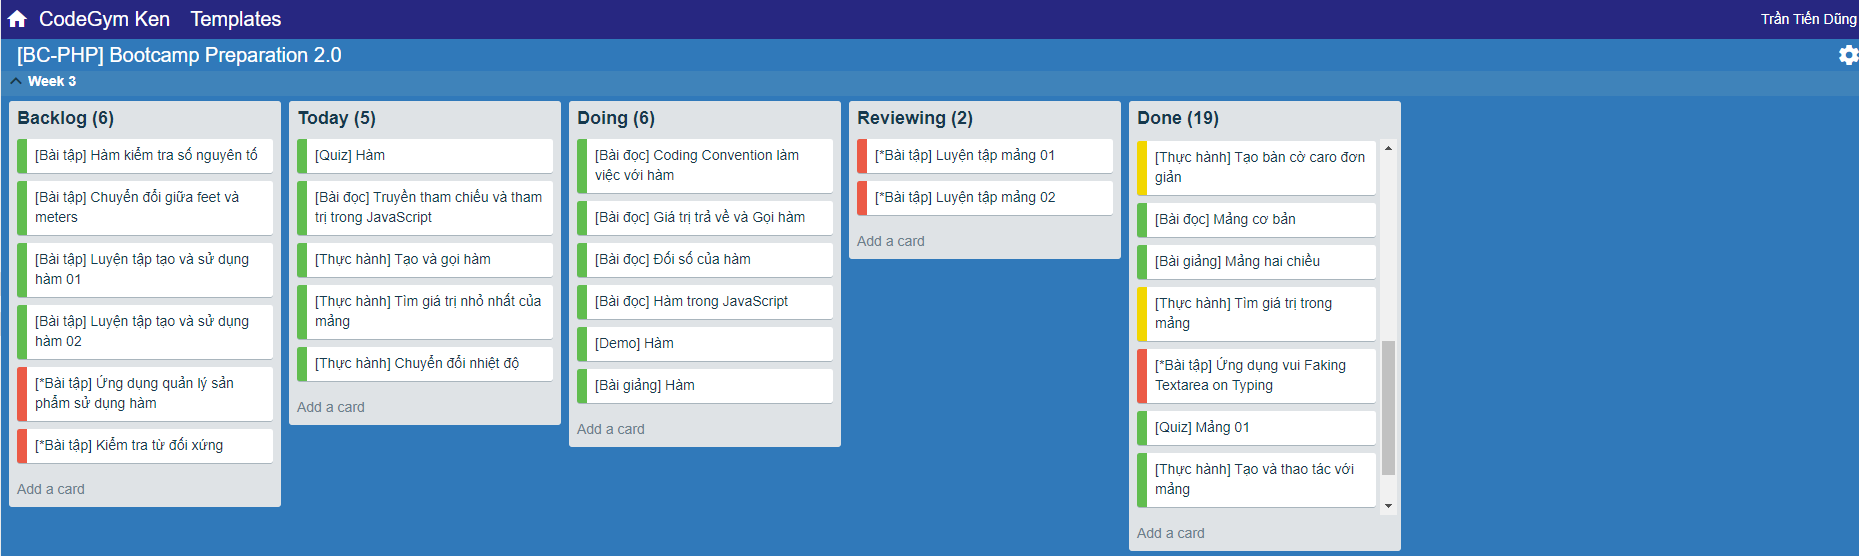 CodeGym Ken Templates Trần Tiến Dũng
[BC-PHP] Bootcamp Preparation 2.0
Week 3
Backlog (6)
[Bài tập] Hàm kiểm tra số nguyên tố
[Bài tập] Chuyển đổi giữa feet và
meters
[Bài tập] Luyện tập tạo và sử dụng
hàm 01
[Bài tập] Luyện tập tạo và sử dụng
hàm 02
[*Bài tập] Ứng dụng quản lý sản
phẩm sử dụng hàm
[*Bài tập] Kiểm tra từ đối xứng
Add a card
Today (5)
[Quiz] Hàm
[Bài đọc] Truyền tham chiếu và tham
trị trong JavaScript
[Thực hành] Tạo và gọi hàm
[Thực hành] Tìm giá trị nhỏ nhất của
mảng
[Thực hành] Chuyển đổi nhiệt độ
Add a card
Doing (6)
[Bài đọc] Coding Convention làm
việc với hàm
[Bài đọc] Giá trị trả về và Gọi hàm
[Bài đọc] Đối số của hàm
[Bài đọc] Hàm trong JavaScript
[Demo] Hàm
[Bài giảng] Hàm
Add a card
Reviewing (2)
[*Bài tập] Luyện tập mảng 01
[*Bài tập] Luyện tập mảng 02
Add a card
Done (19)
[Thực hành] Tạo bàn cờ caro đơn
giản
[Bài đọc] Mảng cơ bản
[Bài giảng] Mảng hai chiều
[Thực hành] Tìm giá trị trong
mảng
[*Bài tập] Ứng dụng vui Faking
Textarea on Typing
[Quiz] Mảng 01
[Thực hành] Tạo và thao tác với
mảng
Add a card